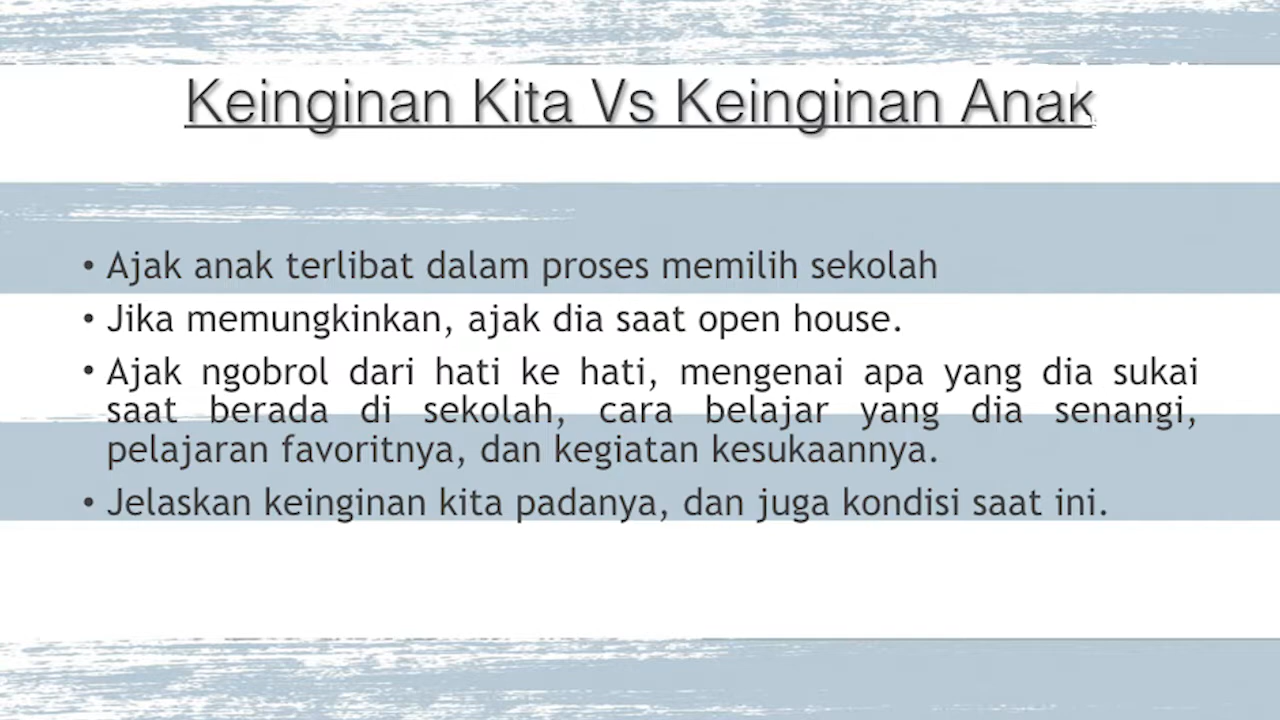 Keinginan Kita Vs Keinginan Anak
• Ajak anak terlibat dalam proses memilih sekolah
• Jika memungkinkan, ajak dia saat open house.
• Ajak ngobrol dari hati ke hati, mengenai apa yang dia sukai
saat berada di sekolah, cara belajar yang dia senangi,
pelajaran favoritnya, dan kegiatan kesukaannya.
• Jelaskan keinginan kita padanya, dan juga kondisi saat ini.